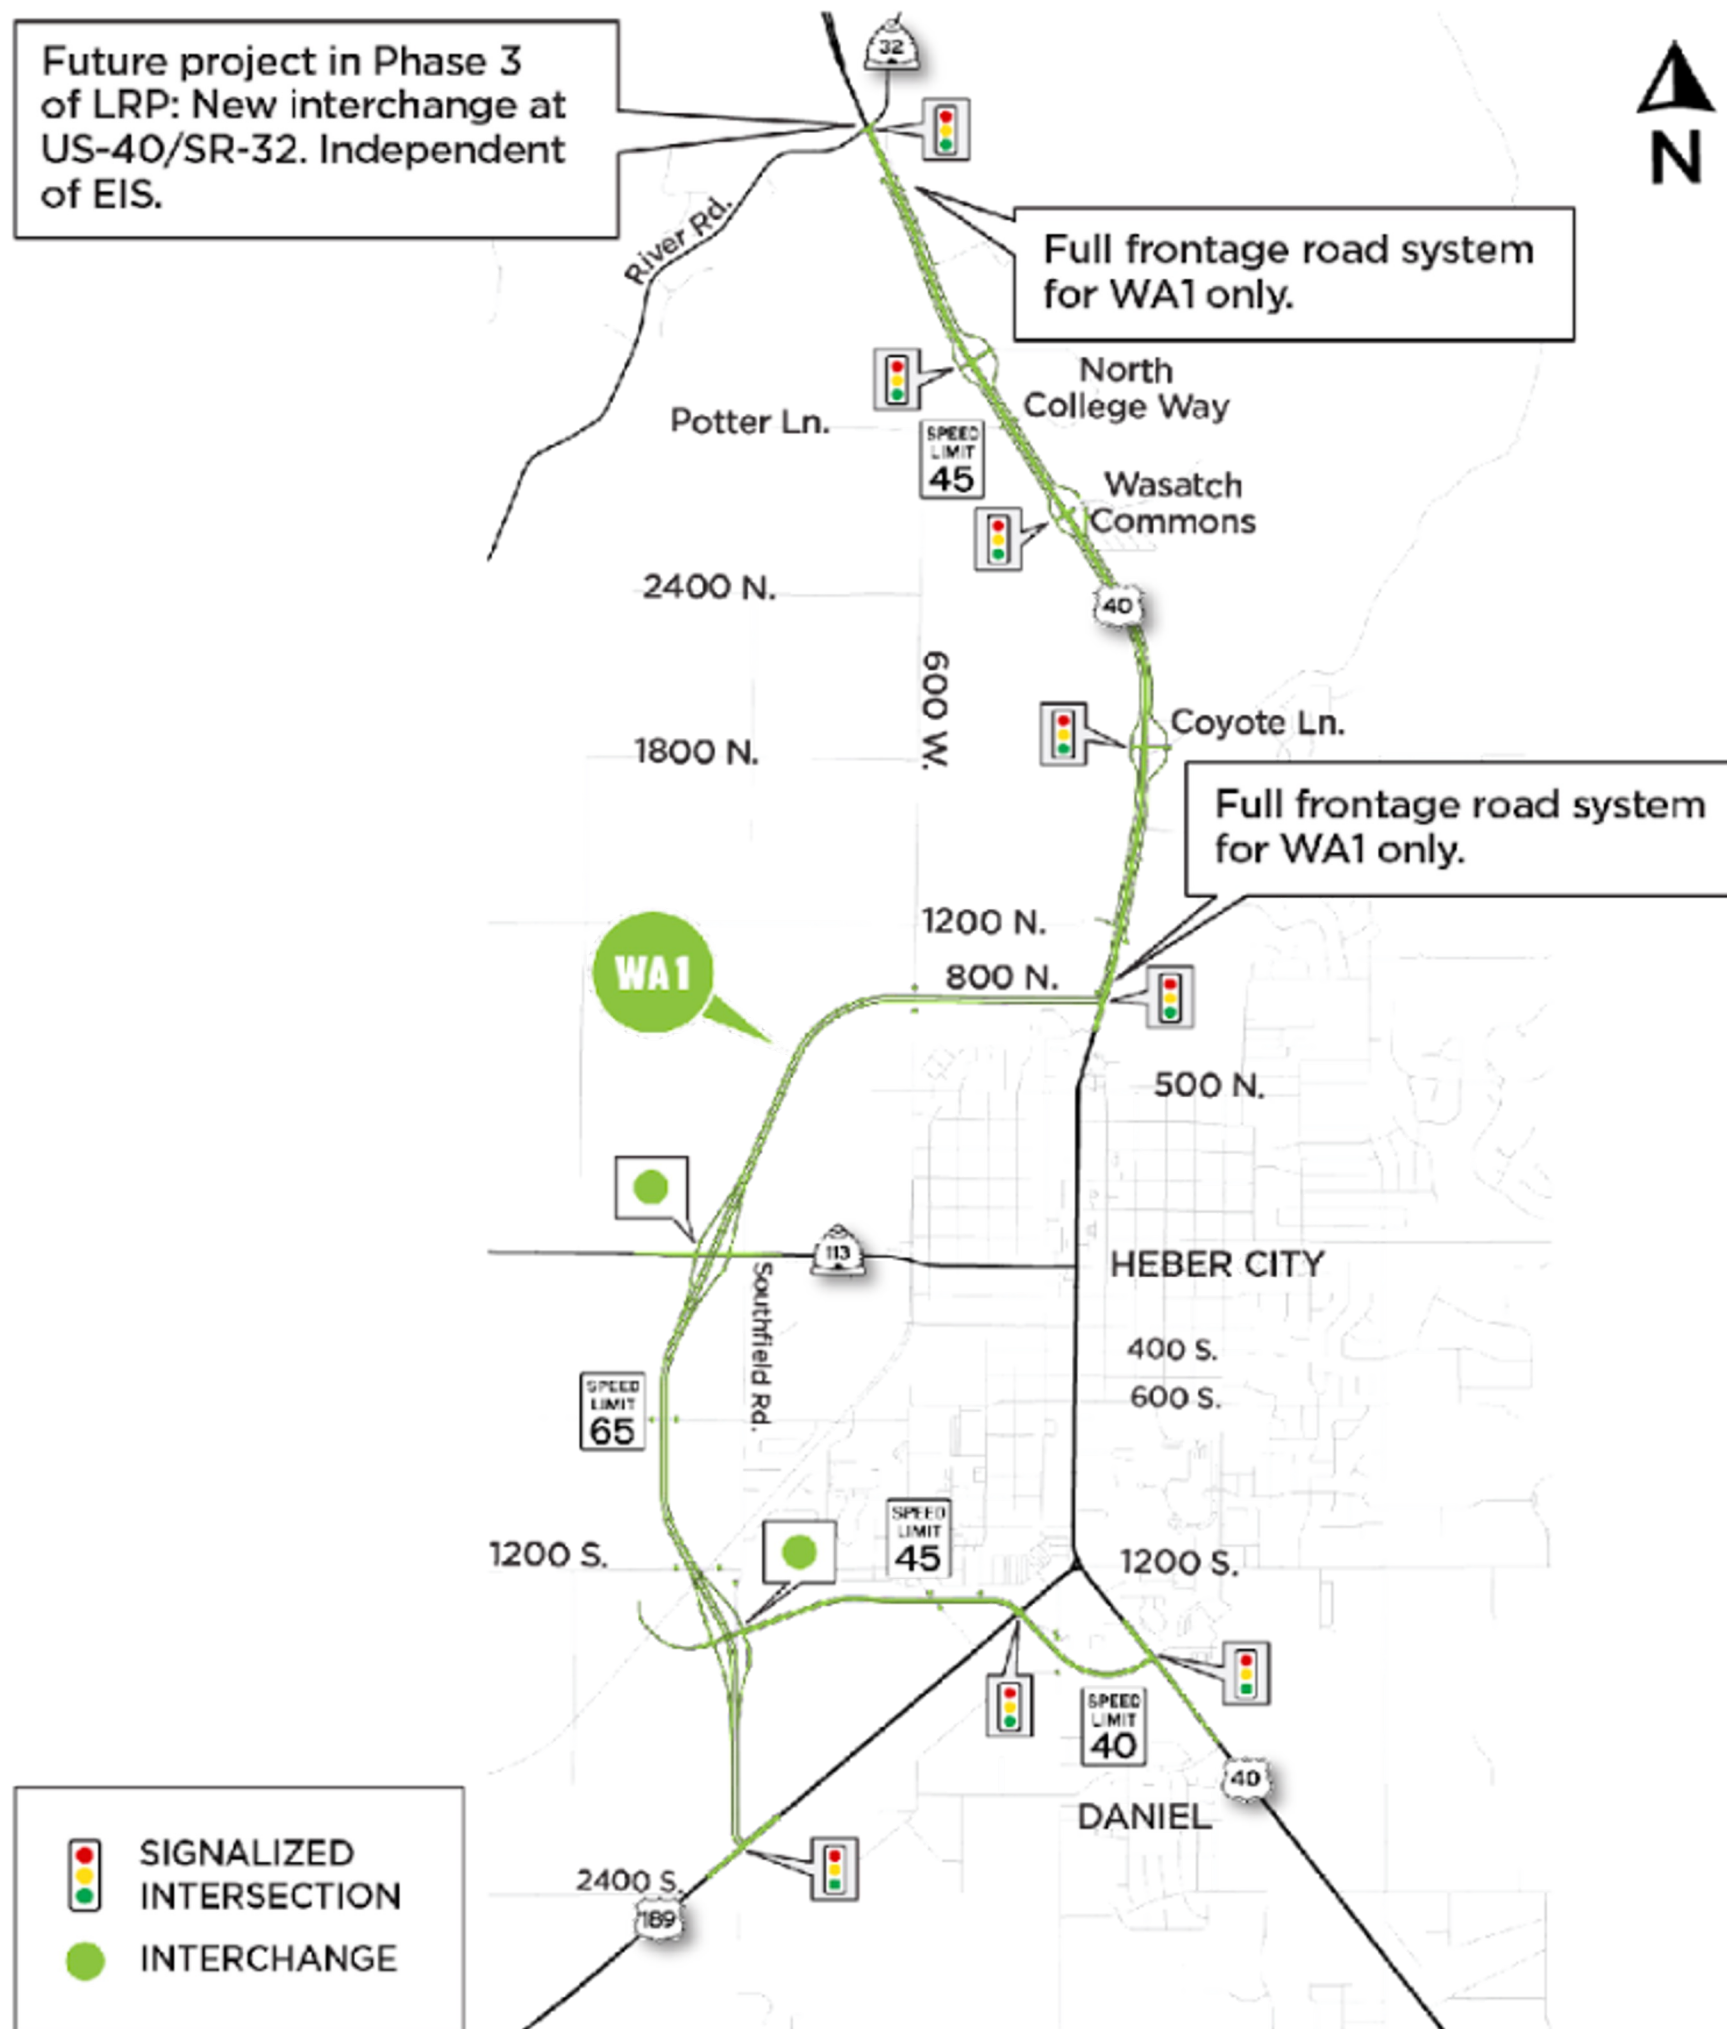 Future project in Phase 3
of LRP: New interchange at
US-40/SR-32. Independent
of EIS.
32
N
River Rd.
Full frontage road system
for WA1 only.
North
College Way
Potter Ln.
SPEED
LIMIT
45
Wasatch
Commons
2400 N.
40
600 W.
Coyote Ln.
1800 N.
Full frontage road system
for WA1 only.
1200 N.
WA1
800 N.
500 N.
113
HEBER CITY
Southfield Rd.
400 S.
SPEED
LIMIT
65
600 S.
SPEED
LIMIT
45
1200 S.
1200 S.
SPEED
LIMIT
40
40
DANIEL
2400 S.
189
SIGNALIZED
INTERSECTION
INTERCHANGE